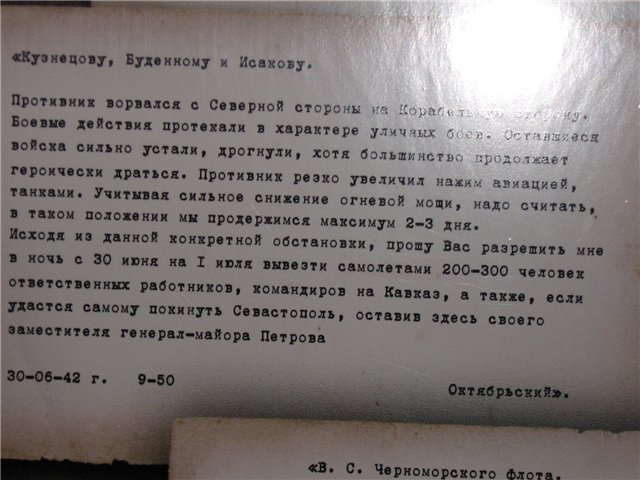 «Кузнецову, Буденному и Исакову.
Противник ворвался с Северной стороны на Корабельную сторону.
Боевые действия протекали в характере уличных боев. Оставшиеся
войска сильно устали, дрогнули, хотя большинство продолжает
героически драться. Противник резко увеличил нажим авиацией,
танками. Учитывая сильное снижение огневой мощи, надо считать,
в таком положении мы продержимся максимум 2-3 дня.
Исходя из данной конкретной обстановки, прошу Вас разрешить мне
в ночь с 30 июня на I июля вывезти самолетами 200-300 человек
ответственных работников, командиров на Кавказ, а также, если
удастся самому покинуть Севастополь, оставив здесь своего
заместителя генерал-майора Петрова
30-06-42 г. 9-50
Октябрьский».
«В. С. Черноморского флота.